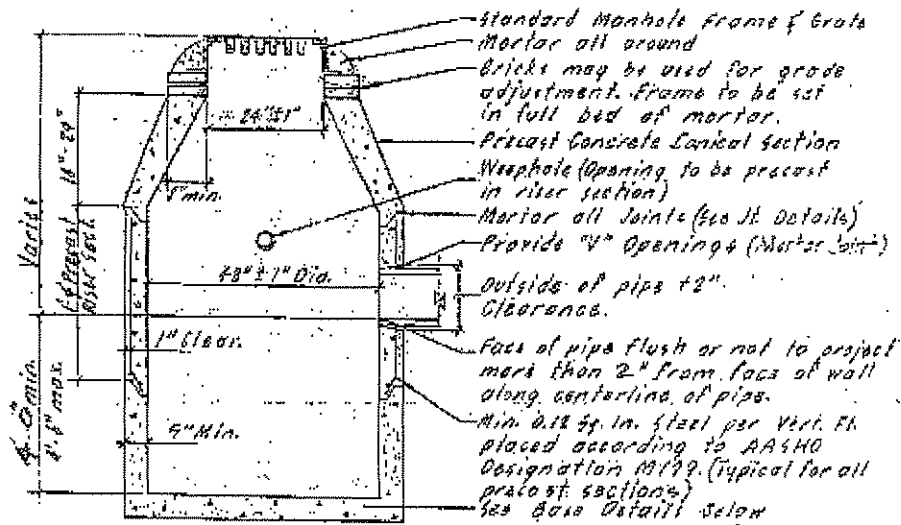 Standard Manhole Frame & Grate
Mortar all around
Bricks may be used for grade
adjustment. Frame to be set
in full bed of mortar.
Precast Concrete Conical Section
Weephole (Opening to be precast
in riser section)
Mortar all Joints (See Jt. Details)
Provide "V" Openings (Mortar Joint)
Outside of pipe +2"
Clearance.
Face of pipe flush or not to project
more than 2" from face of wall
along centerline of pipe.
Min. 0.12 Sq. In. Steel per Vert. Ft.
placed according to AASHO
Designation M199. (Typical for all
precast sections)
See Base Details Below
24"±1"
5" min.
48"±1" Dia.
1" Clear.
5" Min.
Varies
Precast
Riser Sect.
min.
max.